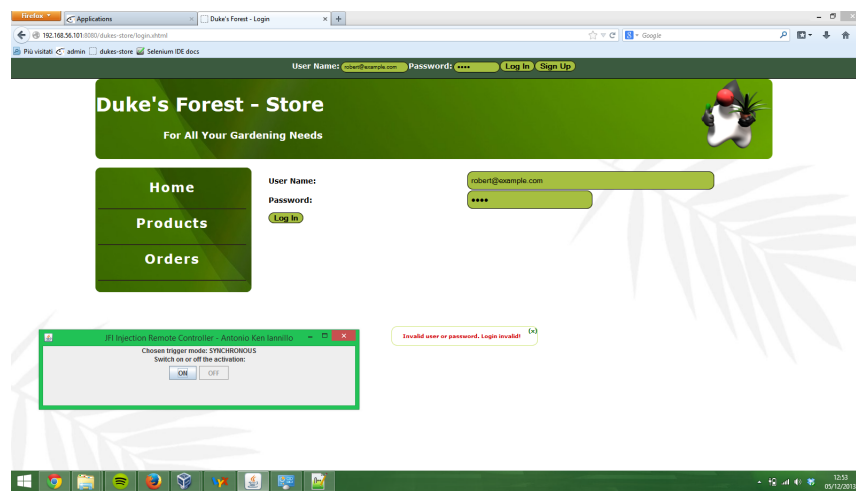 Firefox
Applications
Duke's Forest - Login
192.168.56.101:8080/dukes-store/login.xhtml
Google
Più visitati admin dukes-store Selenium IDE docs
User Name: robert@example.com Password: •••• Log In Sign Up
Duke's Forest - Store
For All Your Gardening Needs
Home
Products
Orders
User Name: robert@example.com
Password: ••••
Log In
JFI Injection Remote Controller - Antonio Ken Iannillo
Chosen trigger mode: SYNCHRONOUS
Switch on or off the activation:
ON OFF
(x)
Invalid user or password. Login invalid!
12:53
05/12/2013